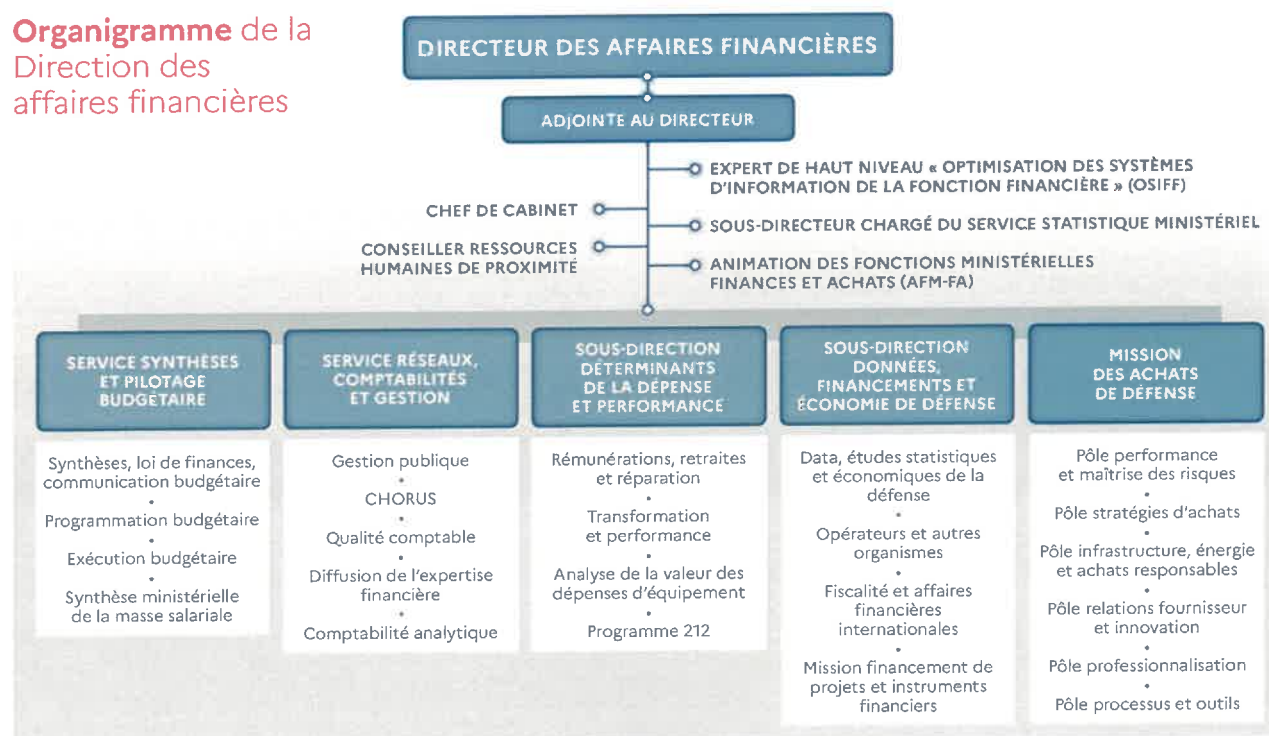 Organigramme de la
Direction des
affaires financières
DIRECTEUR DES AFFAIRES FINANCIÈRES
ADJOINTE AU DIRECTEUR
EXPERT DE HAUT NIVEAU « OPTIMISATION DES SYSTÈMES
D'INFORMATION DE LA FONCTION FINANCIÈRE » (OSIFF)
CHEF DE CABINET
SOUS-DIRECTEUR CHARGÉ DU SERVICE STATISTIQUE MINISTÉRIEL
CONSEILLER RESSOURCES
HUMAINES DE PROXIMITÉ
ANIMATION DES FONCTIONS MINISTÉRIELLES
FINANCES ET ACHATS (AFM-FA)
SERVICE SYNTHÈSES
ET PILOTAGE
BUDGÉTAIRE
Synthèses, loi de finances,
communication budgétaire
•
Programmation budgétaire
•
Exécution budgétaire
•
Synthèse ministérielle
de la masse salariale
SERVICE RÉSEAUX,
COMPTABILITÉS
ET GESTION
Gestion publique
•
CHORUS
•
Qualité comptable
•
Diffusion de l'expertise
financière
•
Comptabilité analytique
SOUS-DIRECTION
DÉTERMINANTS
DE LA DÉPENSE
ET PERFORMANCE
Rémunérations, retraites
et réparation
•
Transformation
et performance
•
Analyse de la valeur des
dépenses d'équipement
•
Programme 212
SOUS-DIRECTION
DONNÉES,
FINANCEMENTS ET
ÉCONOMIE DE DÉFENSE
Data, études statistiques
et économiques de la
défense
•
Opérateurs et autres
organismes
•
Fiscalité et affaires
financières
internationales
•
Mission financement de
projets et instruments
financiers
MISSION
DES ACHATS
DE DÉFENSE
Pôle performance
et maîtrise des risques
•
Pôle stratégies d'achats
•
Pôle infrastructure, énergie
et achats responsables
•
Pôle relations fournisseur
et innovation
•
Pôle professionnalisation
•
Pôle processus et outils